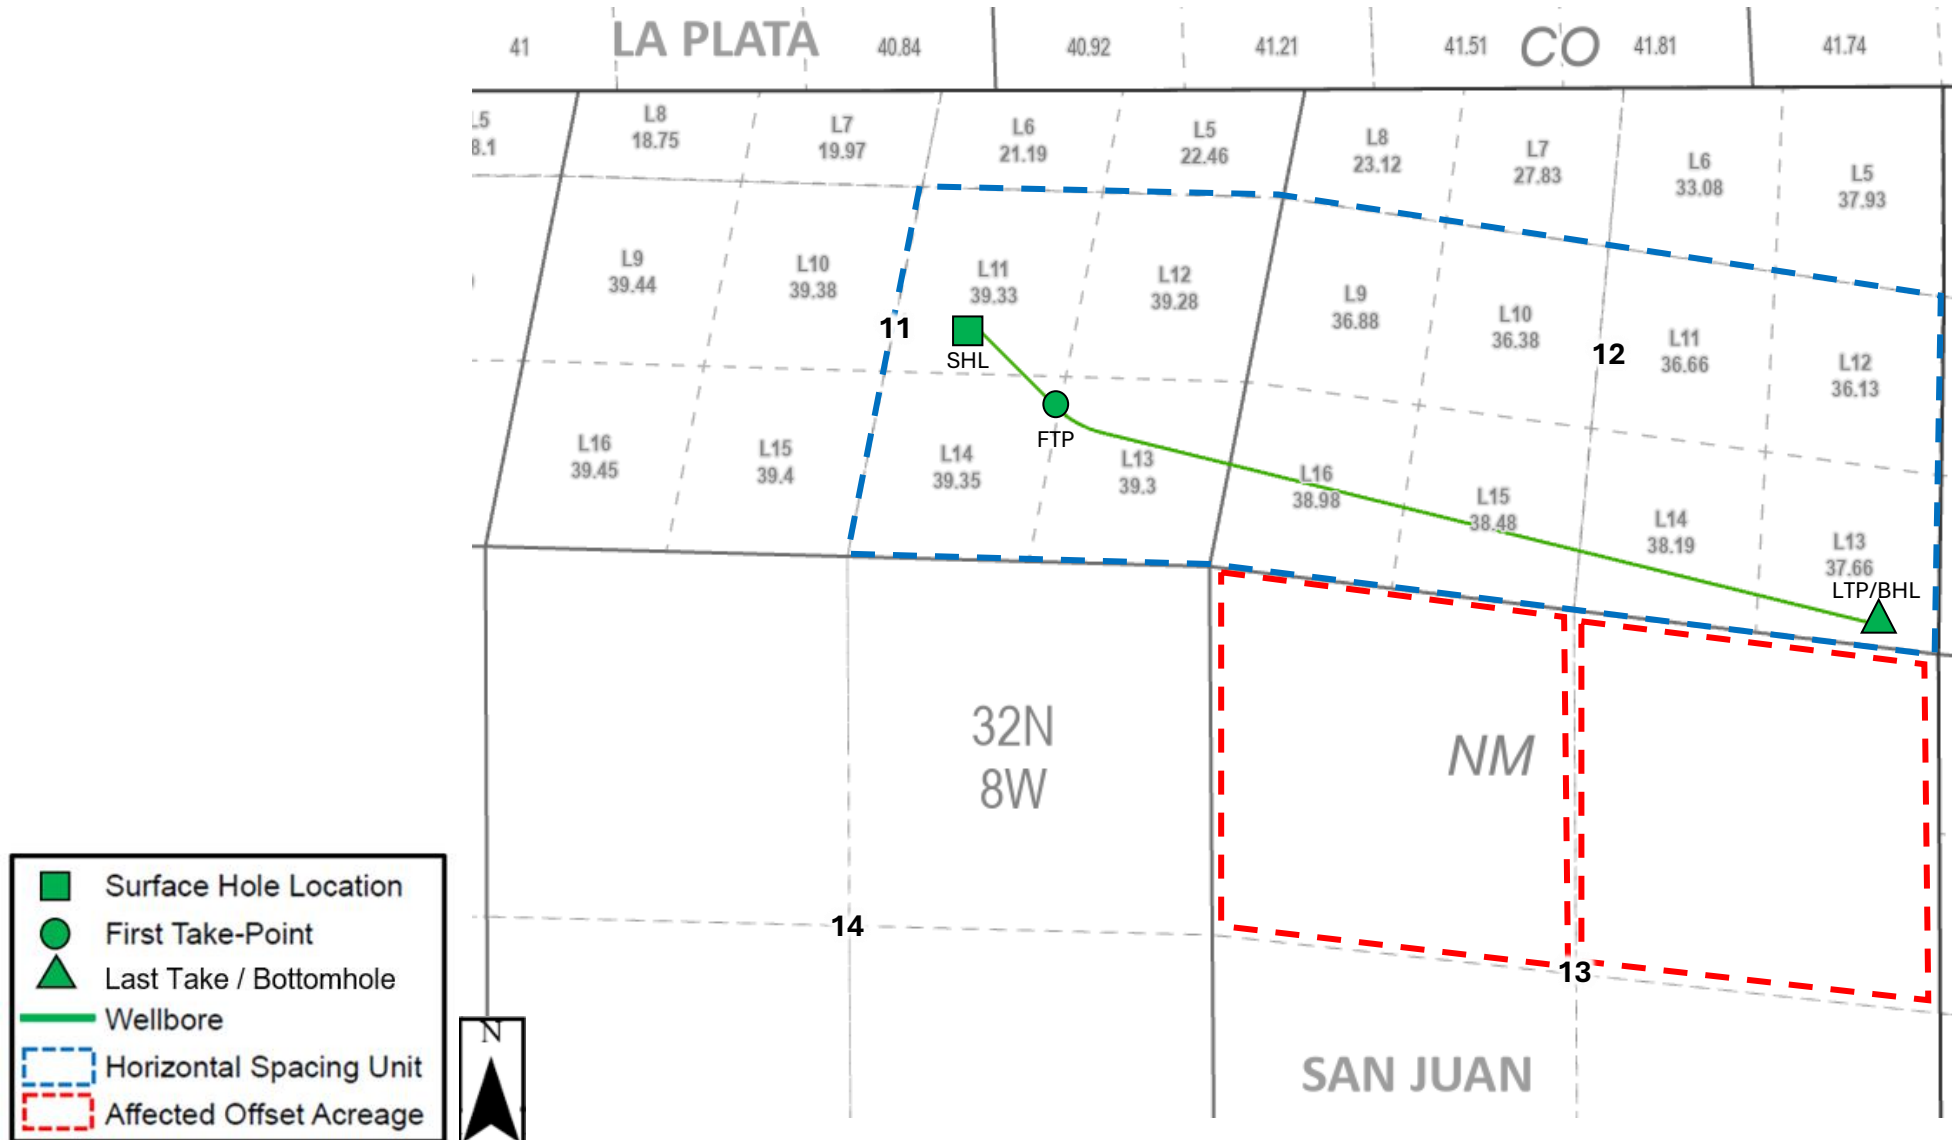 41
LA PLATA
40.84
40.92
41.21
41.51
CO
41.81
41.74
L5
8.1
L8
18.75
L7
19.97
L6
21.19
L5
22.46
L8
23.12
L7
27.83
L6
33.08
L5
37.93
L9
39.44
L10
39.38
11
L11
39.33
SHL
L12
39.28
L9
36.88
L10
36.38
12
L11
36.66
L12
36.13
FTP
L16
39.45
L15
39.4
L14
39.35
L13
39.3
L16
38.98
L15
38.48
L14
38.19
L13
37.66
LTP/BHL
32N
8W
NM
14
13
SAN JUAN
Surface Hole Location
First Take-Point
Last Take / Bottomhole
Wellbore
Horizontal Spacing Unit
Affected Offset Acreage
N